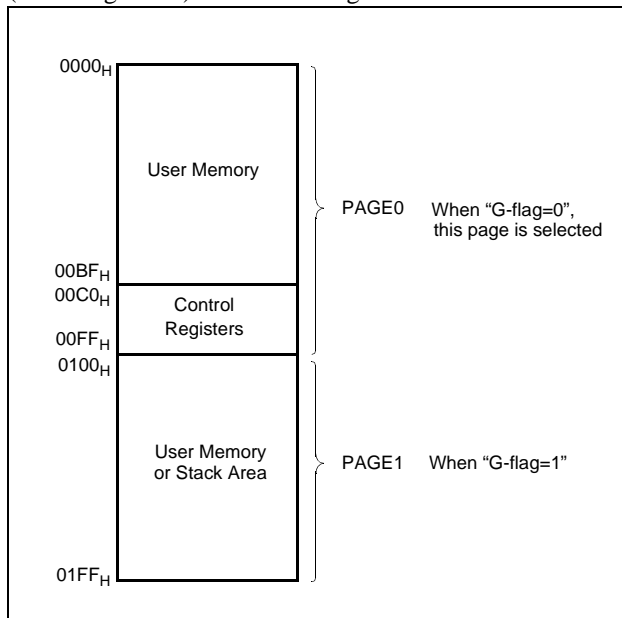 0000H
User Memory
PAGE0
When “G-flag=0”,
this page is selected
00BFH
00C0H
Control
Registers
00FFH
0100H
User Memory
or Stack Area
PAGE1
When “G-flag=1”
01FFH